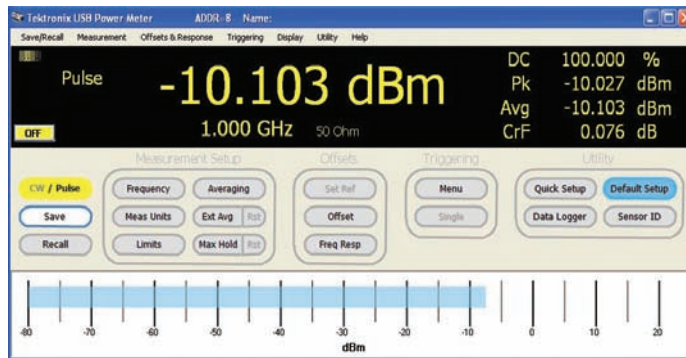 Tektronix USB Power Meter ADDR- 8 Name:
Save/Recall Measurement Offsets & Response Triggering Display Utility Help
Pulse
-10.103 dBm
1.000 GHz 50 Ohm
OFF
DC 100.000 %
Pk -10.027 dBm
Avg -10.103 dBm
CrF 0.076 dB
Measurement Setup Offsets Triggering Utility
CW / Pulse Frequency Averaging Set Ref Menu Quick Setup Default Setup
Save Meas Units Ext Avg Rst Offset Single Data Logger Sensor ID
Recall Limits Max Hold Rst Freq Resp
-80 -70 -60 -50 -40 -30 -20 -10 0 10 20
dBm